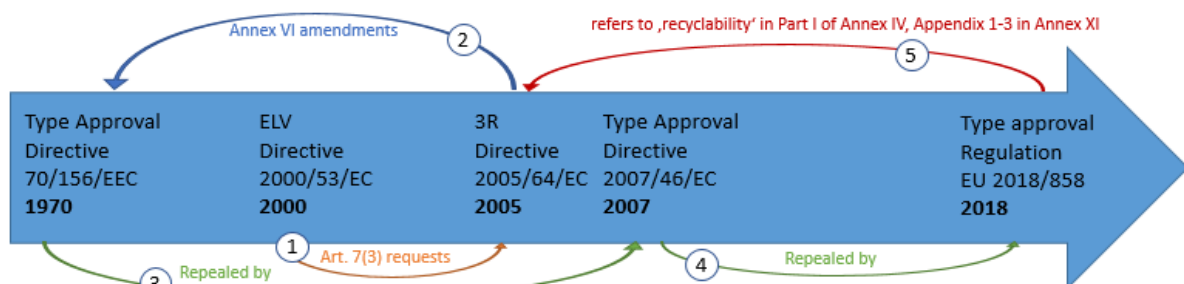 refers to ‚recyclability‘ in Part I of Annex IV, Appendix 1-3 in Annex XI
Annex VI amendments
2
5
Type Approval
Directive
70/156/EEC
1970
ELV
Directive
2000/53/EC
2000
3R
Directive
2005/64/EC
2005
Type Approval
Directive
2007/46/EC
2007
Type approval
Regulation
EU 2018/858
2018
3
Repealed by
1
Art. 7(3) requests
4
Repealed by